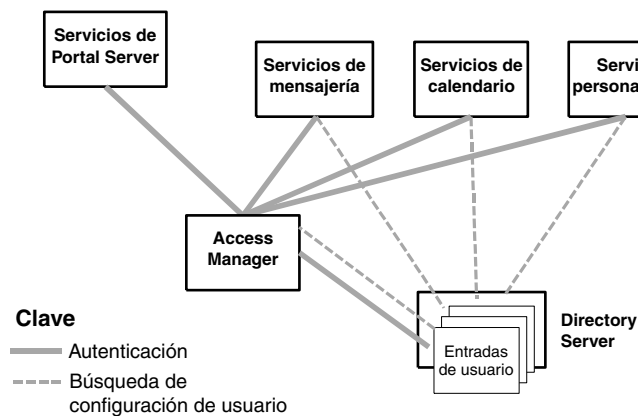 Servicios de
Portal Server
Servicios de
mensajería
Servicios de
calendario
Access
Manager
Directory
Server
Entradas
de usuario
Clave
Autenticación
Búsqueda de
configuración de usuario